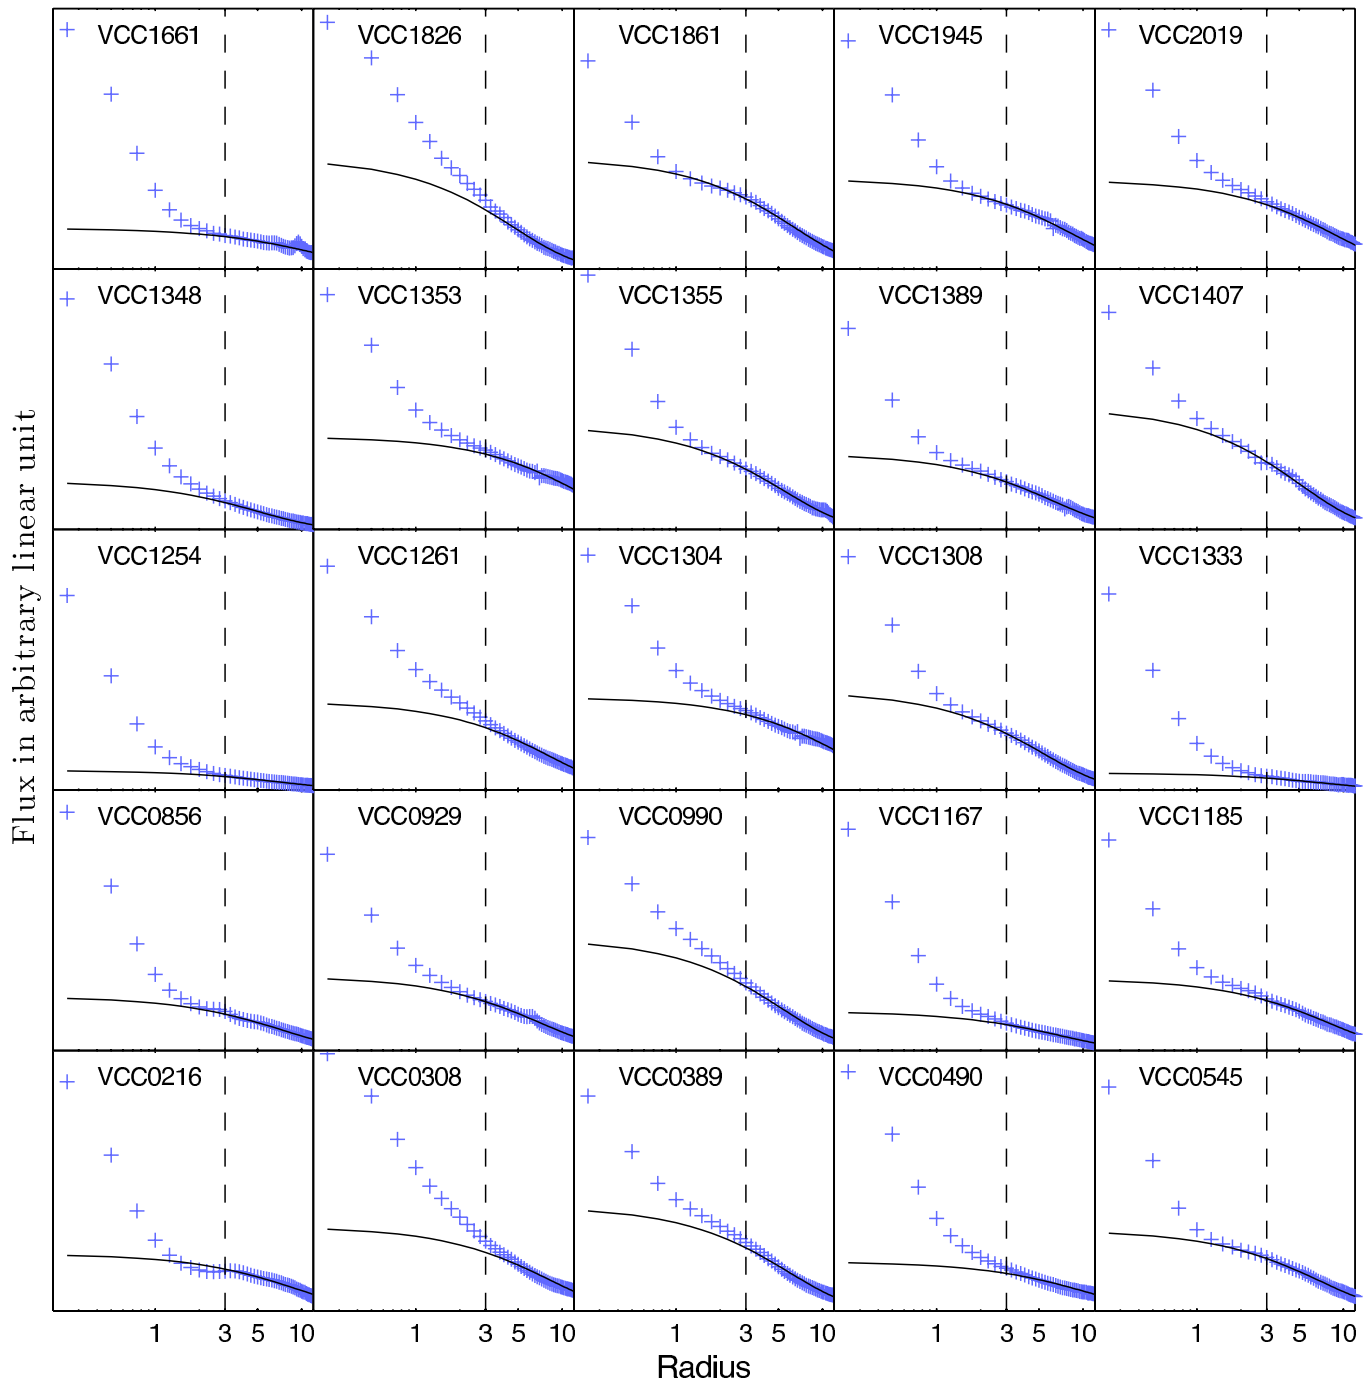 VCC1661 VCC1826 VCC1861 VCC1945 VCC2019
VCC1348 VCC1353 VCC1355 VCC1389 VCC1407
VCC1254 VCC1261 VCC1304 VCC1308 VCC1333
VCC0856 VCC0929 VCC0990 VCC1167 VCC1185
VCC0216 VCC0308 VCC0389 VCC0490 VCC0545
1 3 5 10 1 3 5 10 1 3 5 10 1 3 5 10 1 3 5 10
Radius
Flux in arbitrary linear unit